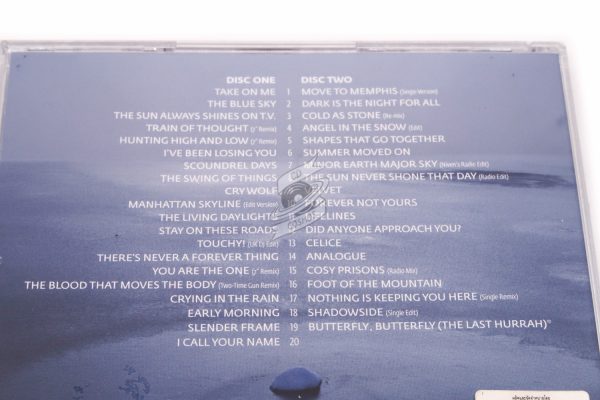 DISC ONE DISC TWO
TAKE ON ME 1 MOVE TO MEMPHIS (Single Version)
THE BLUE SKY 2 DARK IS THE NIGHT FOR ALL
THE SUN ALWAYS SHINES ON T.V. 3 COLD AS STONE (Re-mix)
TRAIN OF THOUGHT (7" Remix) 4 ANGEL IN THE SNOW (Edit)
HUNTING HIGH AND LOW (7" Remix) 5 SHAPES THAT GO TOGETHER
I'VE BEEN LOSING YOU 6 SUMMER MOVED ON
SCOUNDREL DAYS 7 MINOR EARTH MAJOR SKY (Niven's Radio Edit)
THE SWING OF THINGS THE SUN NEVER SHONE THAT DAY (Radio Edit)
CRY WOLF VELVET
MANHATTAN SKYLINE (Edit Version) FOREVER NOT YOURS
THE LIVING DAYLIGHTS LIFELINES
STAY ON THESE ROADS DID ANYONE APPROACH YOU?
TOUCHY! (UK DJ Edit) 13 CELICE
THERE'S NEVER A FOREVER THING 14 ANALOGUE
YOU ARE THE ONE (7" Remix) 15 COSY PRISONS (Radio Mix)
THE BLOOD THAT MOVES THE BODY (Two-Time Gun Remix) 16 FOOT OF THE MOUNTAIN
CRYING IN THE RAIN 17 NOTHING IS KEEPING YOU HERE (Single Remix)
EARLY MORNING 18 SHADOWSIDE (Single Edit)
SLENDER FRAME 19 BUTTERFLY, BUTTERFLY (THE LAST HURRAH)
I CALL YOUR NAME 20